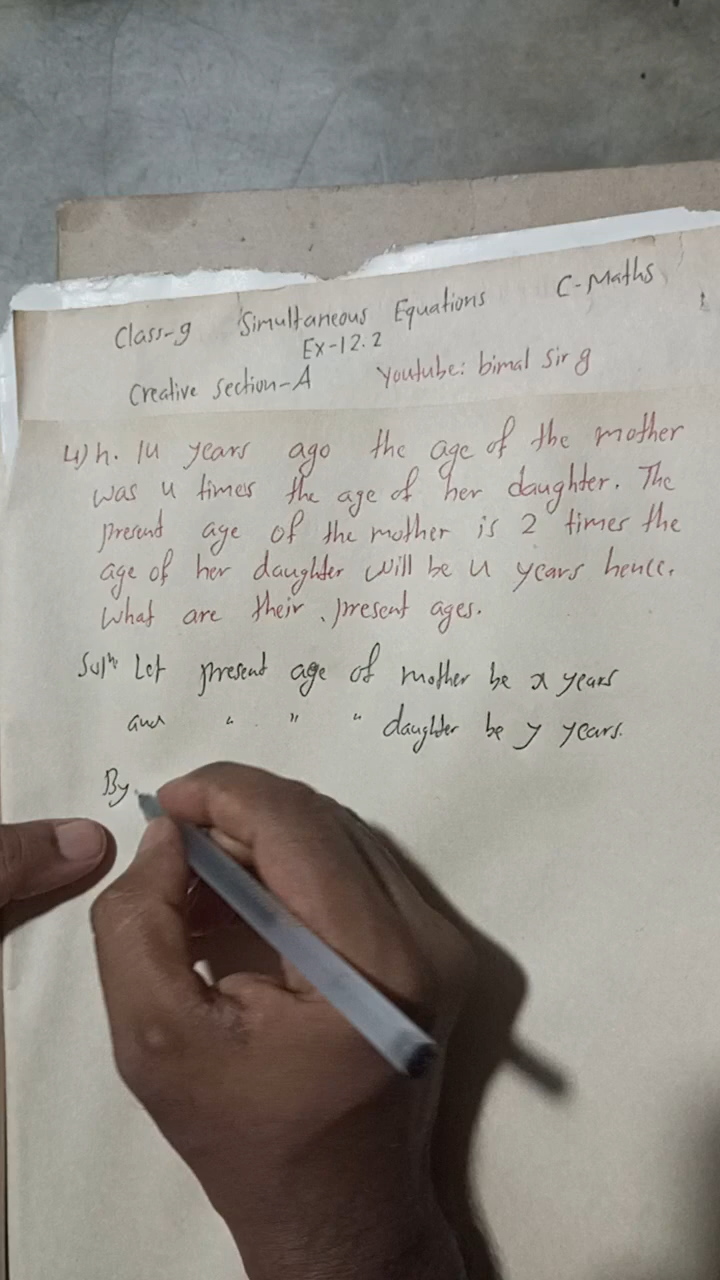 Class-9 Simultaneous Equations C-Maths
Ex-12.2
Creative Section-A Youtube: bimal Sir g
4) h. 14 years ago the age of the mother
was 4 times the age of her daughter. The
present age of the mother is 2 times the
age of her daughter will be 4 years hence.
What are their present ages.
Solⁿ Let present age of mother be x years
and " " " daughter be y years.
By